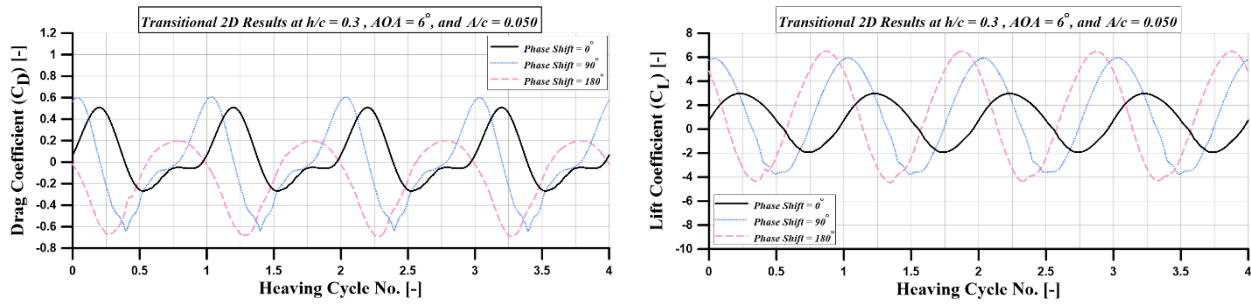 Transitional 2D Results at h/c = 0.3 , AOA = 6°, and A/c = 0.050
Drag Coefficient (C_D) [-]
1.2
1
0.8
0.6
0.4
0.2
0
-0.2
-0.4
-0.6
-0.8
Phase Shift = 0°
Phase Shift = 90°
Phase Shift = 180°
0 0.5 1 1.5 2 2.5 3 3.5 4
Heaving Cycle No. [-]
Transitional 2D Results at h/c = 0.3 , AOA = 6°, and A/c = 0.050
Lift Coefficient (C_L) [-]
8
6
4
2
0
-2
-4
-6
-8
-10
Phase Shift = 0°
Phase Shift = 90°
Phase Shift = 180°
0 0.5 1 1.5 2 2.5 3 3.5 4
Heaving Cycle No. [-]